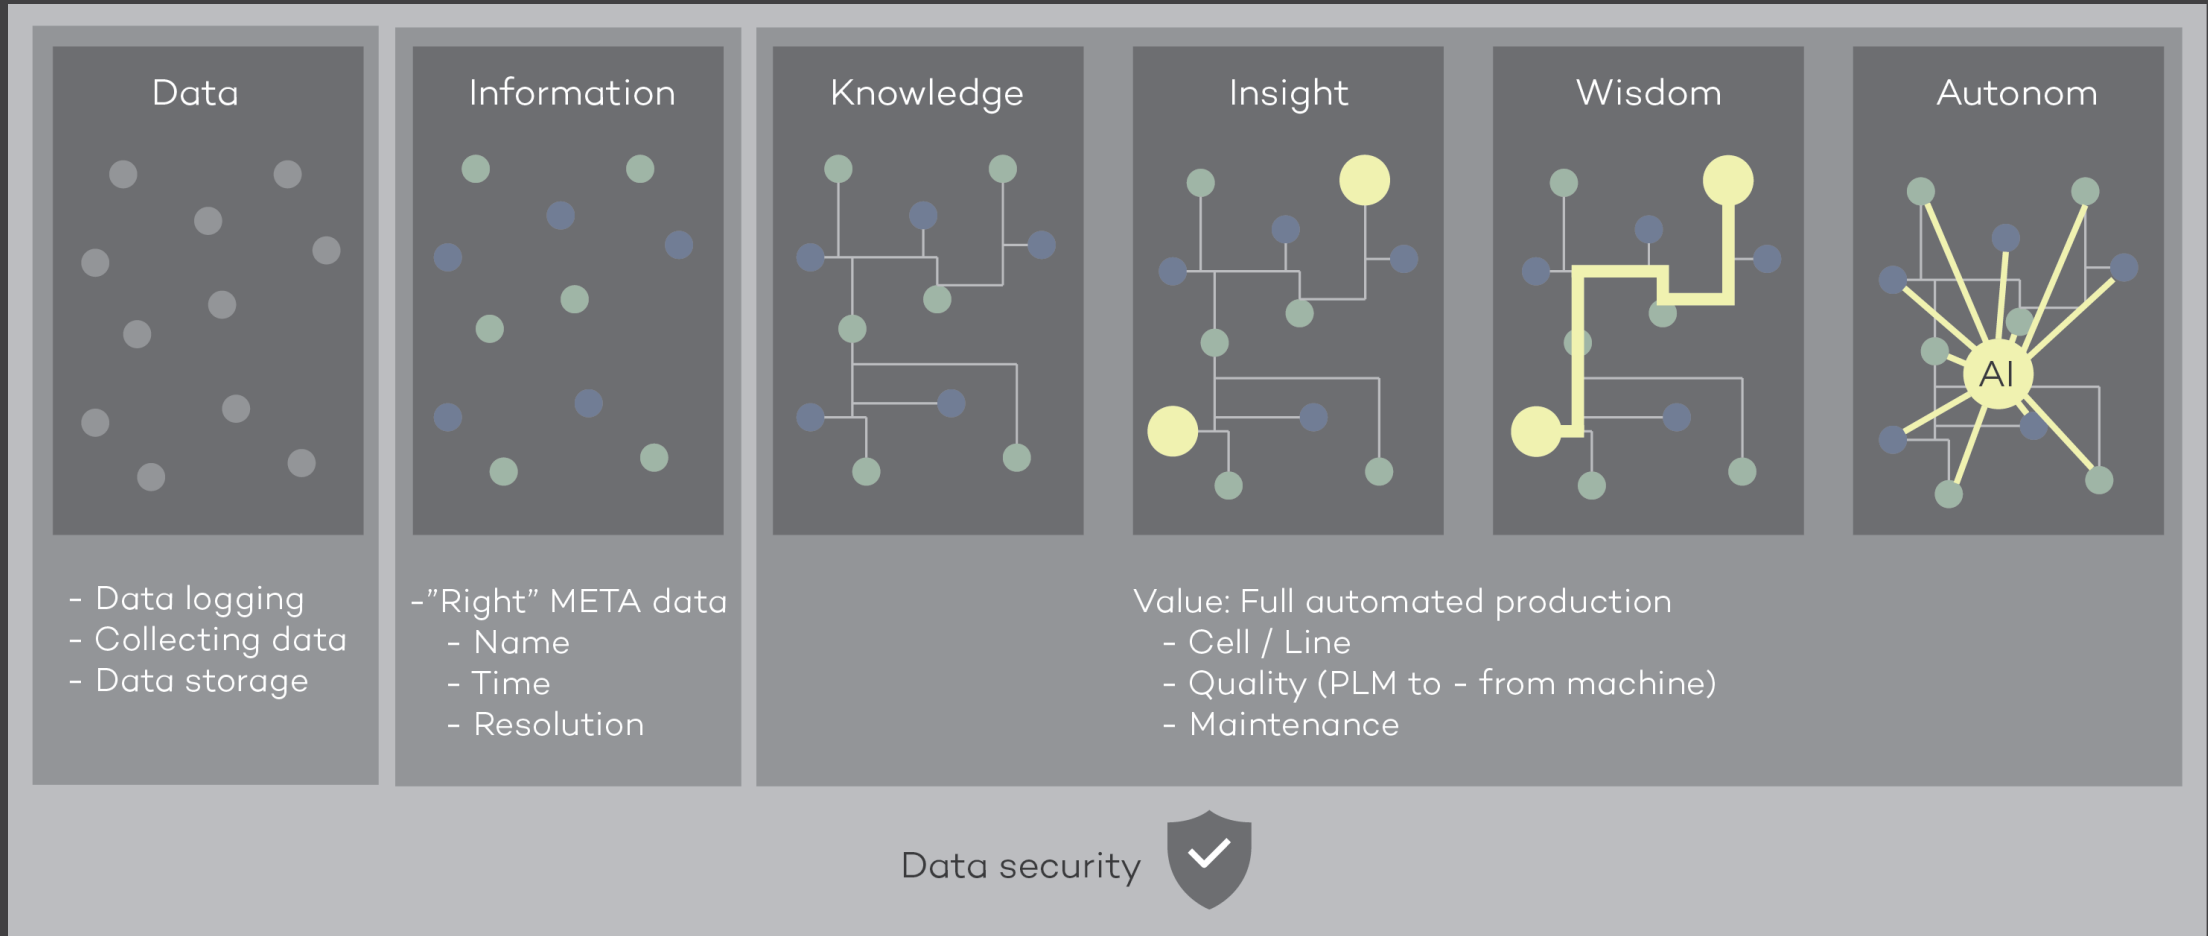 Data
Information
Knowledge
Insight
Wisdom
Autonom
AI
- Data logging
- Collecting data
- Data storage
-”Right” META data
- Name
- Time
- Resolution
Value: Full automated production
- Cell / Line
- Quality (PLM to - from machine)
- Maintenance
Data security